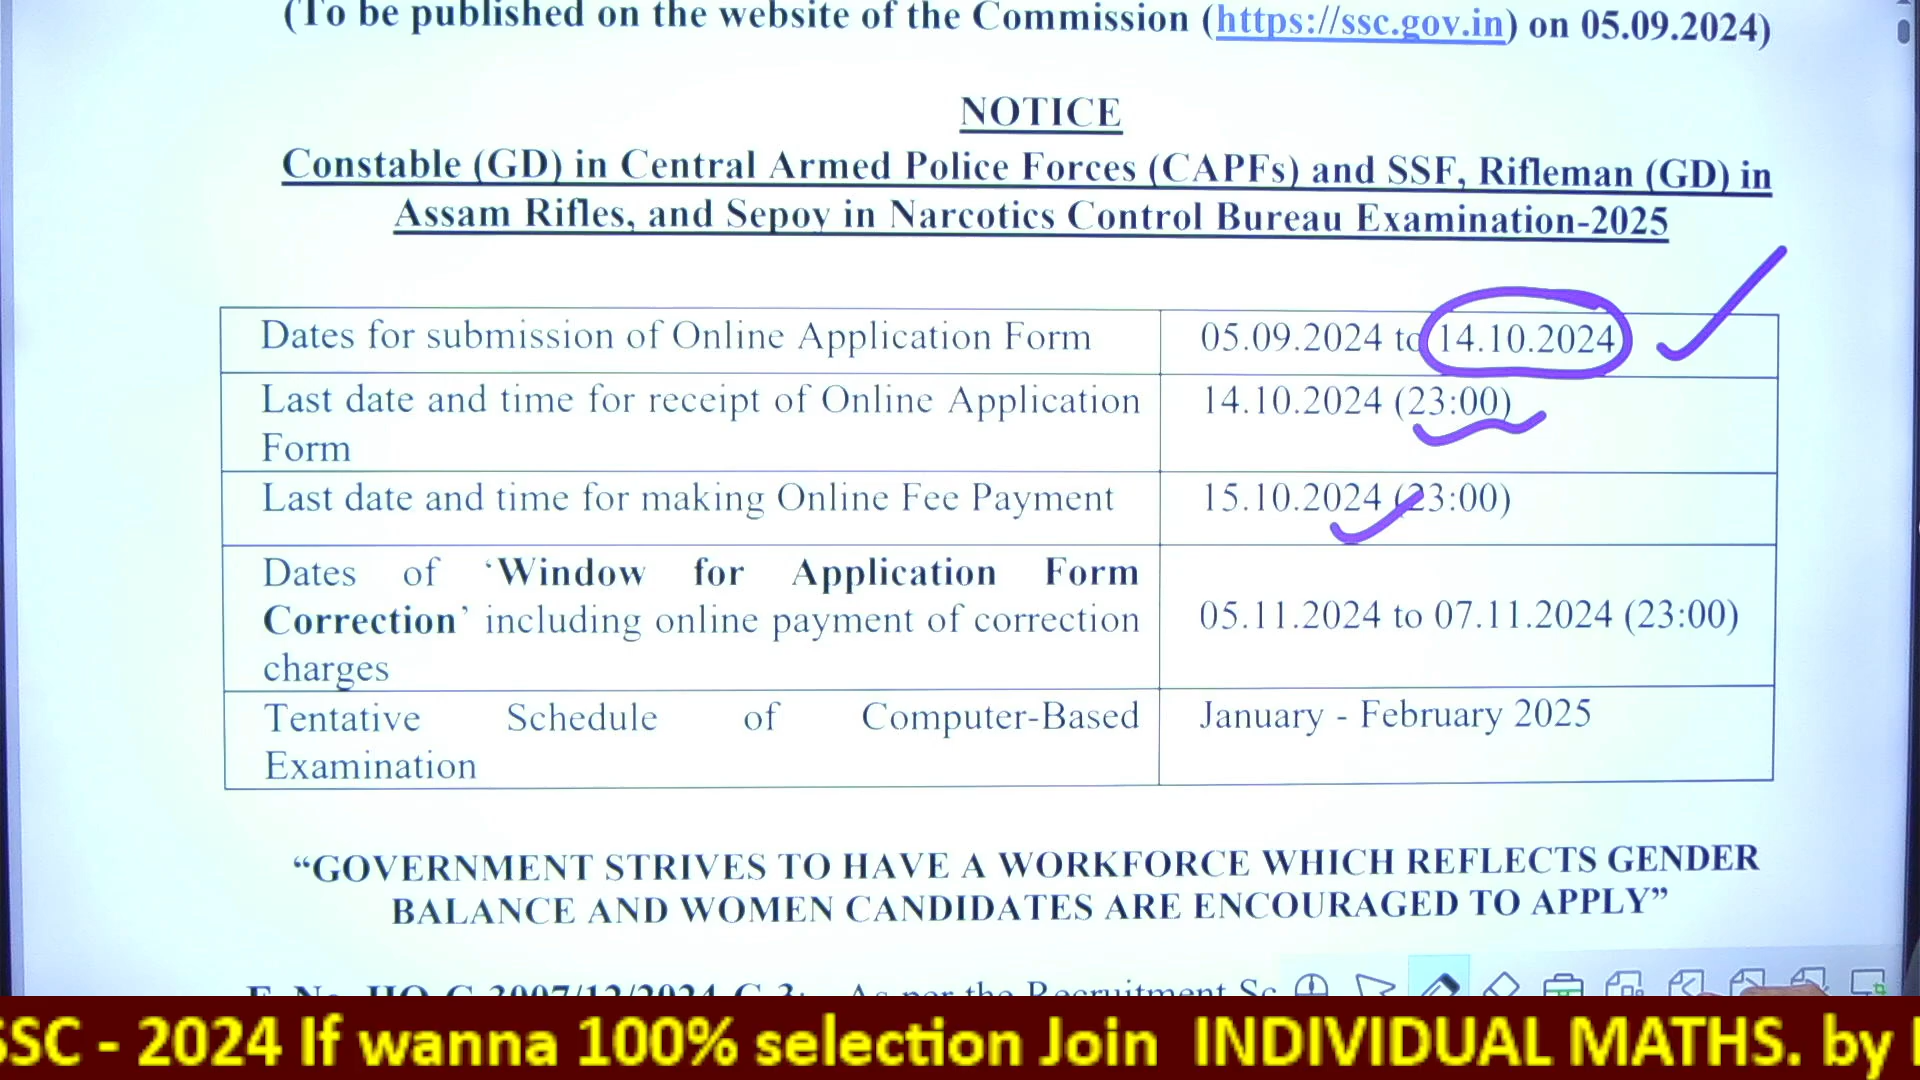 (To be published on the website of the Commission (https://ssc.gov.in) on 05.09.2024)
NOTICE
Constable (GD) in Central Armed Police Forces (CAPFs) and SSF, Rifleman (GD) in
Assam Rifles, and Sepoy in Narcotics Control Bureau Examination-2025
Dates for submission of Online Application Form
05.09.2024 to 14.10.2024
Last date and time for receipt of Online Application
Form
14.10.2024 (23:00)
Last date and time for making Online Fee Payment
15.10.2024 (23:00)
Dates of ‘Window for Application Form
Correction’ including online payment of correction
charges
05.11.2024 to 07.11.2024 (23:00)
Tentative Schedule of Computer-Based
Examination
January - February 2025
“GOVERNMENT STRIVES TO HAVE A WORKFORCE WHICH REFLECTS GENDER
BALANCE AND WOMEN CANDIDATES ARE ENCOURAGED TO APPLY”
As per the Recruitment
SSC - 2024 If wanna 100% selection Join INDIVIDUAL MATHS. by